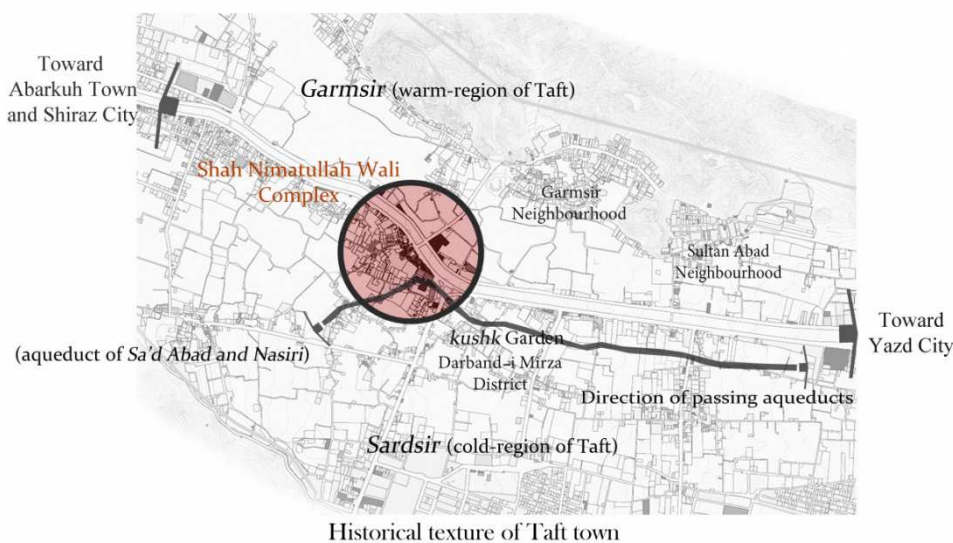 Toward
Abarkuh Town
and Shiraz City
Garmsir (warm-region of Taft)
Shah Nimatullah Wali
Complex
Garmsir
Neighbourhood
Sultan Abad
Neighbourhood
Toward
Yazd City
(aqueduct of Sa'd Abad and Nasiri)
kushk Garden
Darband-i Mirza
District
Direction of passing aqueducts
Sardsir (cold-region of Taft)
Historical texture of Taft town